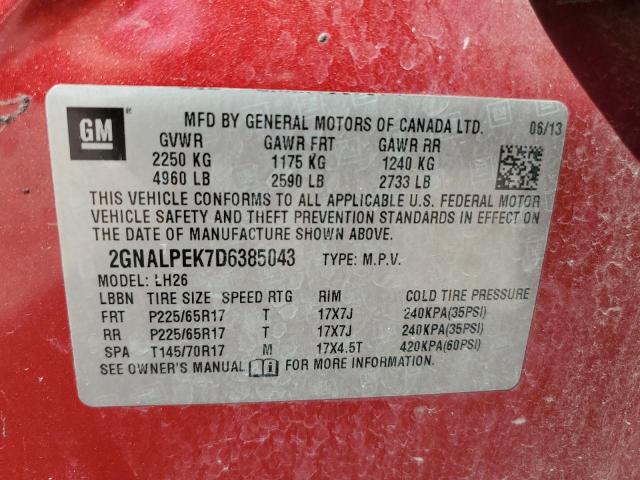 GM
MFD BY GENERAL MOTORS OF CANADA LTD. 06/13
GVWR GAWR FRT GAWR RR
2250 KG 1175 KG 1240 KG
4960 LB 2590 LB 2733 LB
THIS VEHICLE CONFORMS TO ALL APPLICABLE U.S. FEDERAL MOTOR
VEHICLE SAFETY AND THEFT PREVENTION STANDARDS IN EFFECT ON
THE DATE OF MANUFACTURE SHOWN ABOVE.
2GNALPEK7D6385043 TYPE: M.P.V.
MODEL: LH26
LBBN TIRE SIZE SPEED RTG RIM COLD TIRE PRESSURE
FRT P225/65R17 T 17X7J 240KPA(35PSI)
RR P225/65R17 T 17X7J 240KPA(35PSI)
SPA T145/70R17 M 17X4.5T 420KPA(60PSI)
SEE OWNER'S MANUAL FOR MORE INFORMATION.